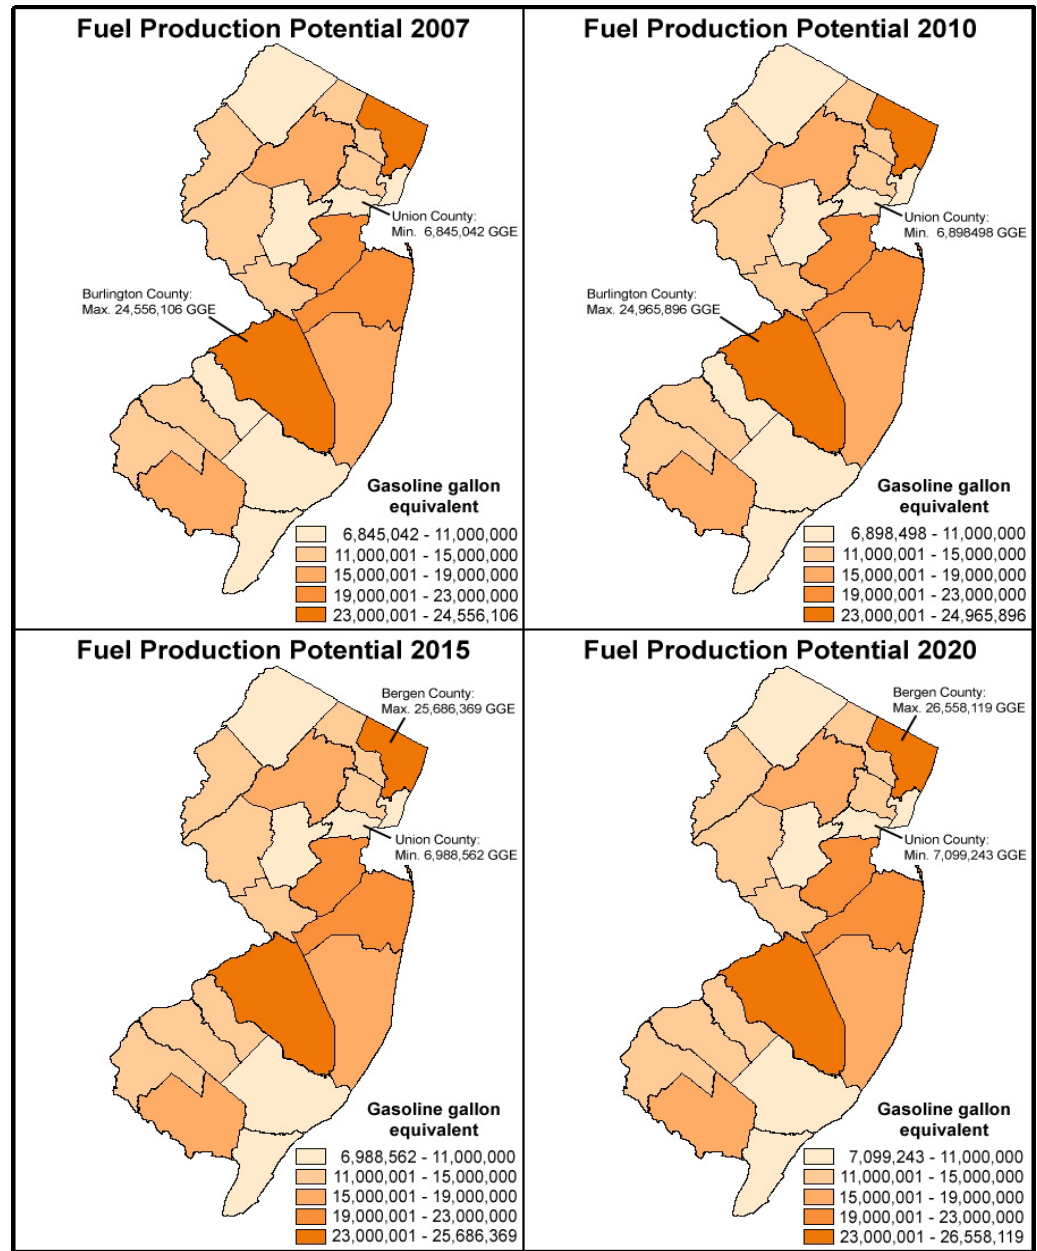 Fuel Production Potential 2007
Union County:
Min. 6,845,042 GGE
Burlington County:
Max. 24,556,106 GGE
Gasoline gallon
equivalent
6,845,042 - 11,000,000
11,000,001 - 15,000,000
15,000,001 - 19,000,000
19,000,001 - 23,000,000
23,000,001 - 24,556,106
Fuel Production Potential 2010
Union County:
Min. 6,898498 GGE
Burlington County:
Max. 24,965,896 GGE
Gasoline gallon
equivalent
6,898,498 - 11,000,000
11,000,001 - 15,000,000
15,000,001 - 19,000,000
19,000,001 - 23,000,000
23,000,001 - 24,965,896
Fuel Production Potential 2015
Bergen County:
Max. 25,686,369 GGE
Union County:
Min. 6,988,562 GGE
Gasoline gallon
equivalent
6,988,562 - 11,000,000
11,000,001 - 15,000,000
15,000,001 - 19,000,000
19,000,001 - 23,000,000
23,000,001 - 25,686,369
Fuel Production Potential 2020
Bergen County:
Max. 26,558,119 GGE
Union County:
Min. 7,099,243 GGE
Gasoline gallon
equivalent
7,099,243 - 11,000,000
11,000,001 - 15,000,000
15,000,001 - 19,000,000
19,000,001 - 23,000,000
23,000,001 - 26,558,119